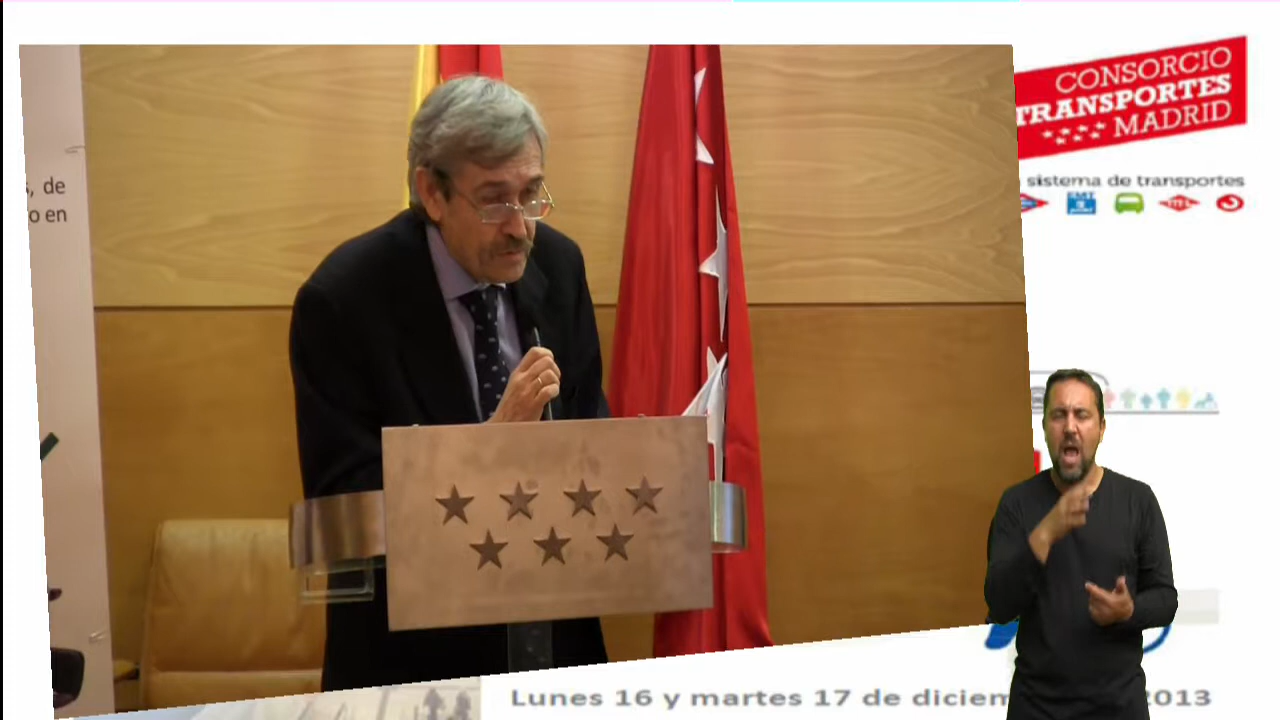 CONSORCIO
TRANSPORTES
MADRID
sistema de transportes
, de
o en
Lunes 16 y martes 17 de diciem
2013